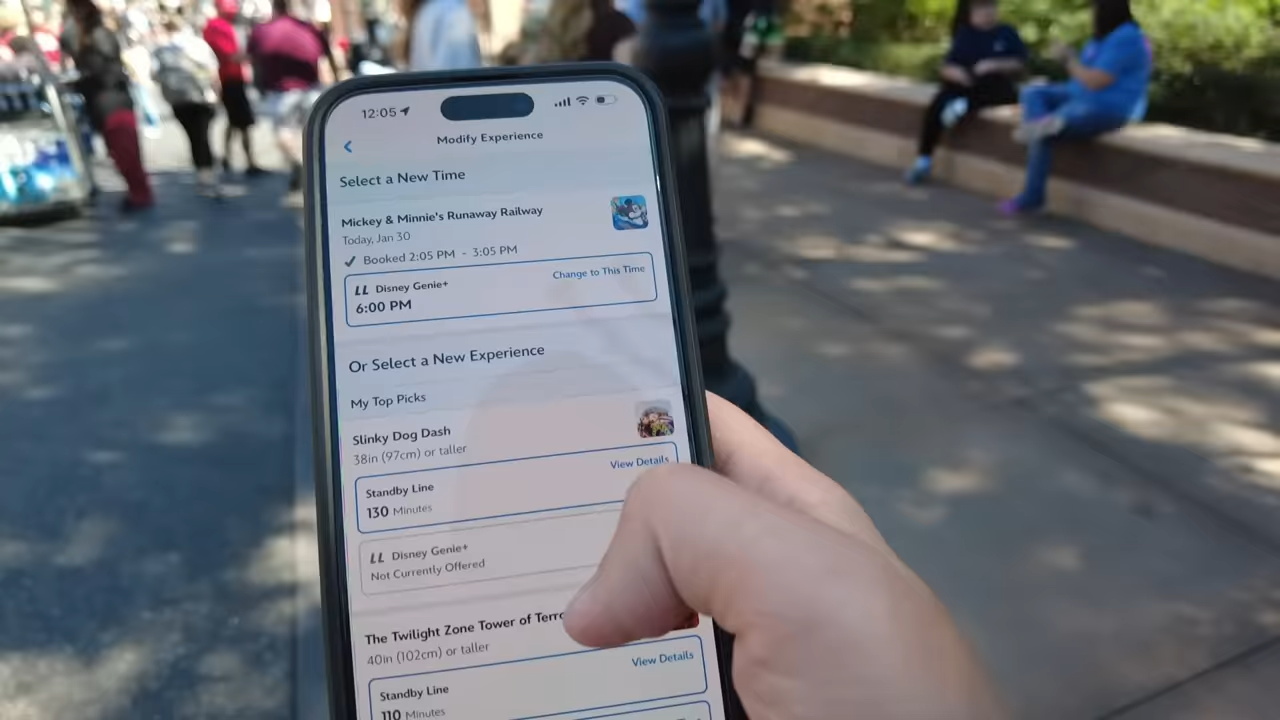 12:05
Modify Experience
Select a New Time
Mickey & Minnie's Runaway Railway
Today, Jan 30
Booked 2:05 PM - 3:05 PM
LL Disney Genie+
Change to This Time
6:00 PM
Or Select a New Experience
My Top Picks
Slinky Dog Dash
38in (97cm) or taller
View Details
Standby Line
130 Minutes
LL Disney Genie+
Not Currently Offered
The Twilight Zone Tower of Terro
40in (102cm) or taller
View Details
Standby Line
110 Minutes